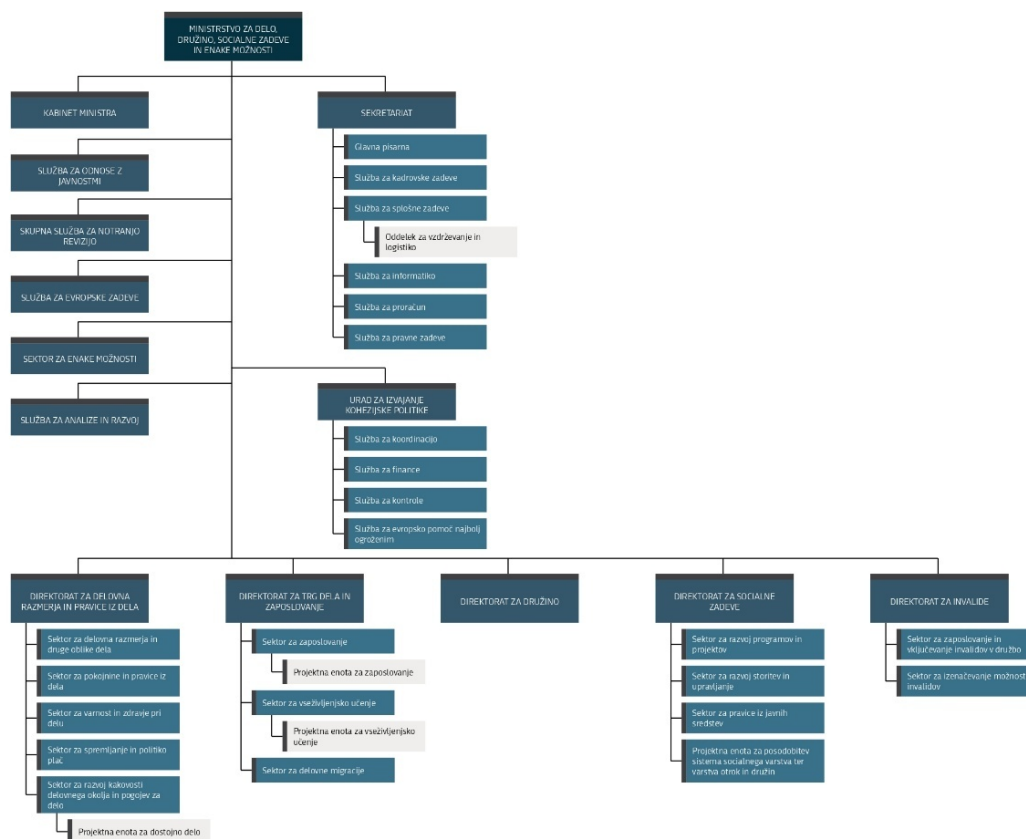 MINISTRSTVO ZA DELO,
DRUŽINO, SOCIALNE ZADEVE
IN ENAKE MOŽNOSTI
KABINET MINISTRA
SLUŽBA ZA ODNOSE Z
JAVNOSTMI
SKUPNA SLUŽBA ZA NOTRANJO
REVIZIJO
SLUŽBA ZA EVROPSKE ZADEVE
SEKTOR ZA ENAKE MOŽNOSTI
SLUŽBA ZA ANALIZE IN RAZVOJ
SEKRETARIAT
Glavna pisarna
Služba za kadrovske zadeve
Služba za splošne zadeve
Oddelek za vzdrževanje in
logistiko
Služba za informatiko
Služba za proračun
Služba za pravne zadeve
URAD ZA IZVAJANJE
KOHEZIJSKE POLITIKE
Služba za koordinacijo
Služba za finance
Služba za kontrole
Služba za evropsko pomoč najbolj
ogroženim
DIREKTORAT ZA DELOVNA
RAZMERJA IN PRAVICE IZ DELA
Sektor za delovna razmerja in
druge oblike dela
Sektor za pokojnine in pravice iz
dela
Sektor za varnost in zdravje pri
delu
Sektor za spremljanje in politiko
plač
Sektor za razvoj kakovosti
delovnega okolja in pogojev za
delo
Projektna enota za dostojno delo
DIREKTORAT ZA TRG DELA IN
ZAPOSLOVANJE
Sektor za zaposlovanje
Projektna enota za zaposlovanje
Sektor za vseživljenjsko učenje
Projektna enota za vseživljenjsko
učenje
Sektor za delovne migracije
DIREKTORAT ZA DRUŽINO
DIREKTORAT ZA SOCIALNE
ZADEVE
Sektor za razvoj programov in
projektov
Sektor za razvoj storitev in
upravljanje
Sektor za pravice iz javnih
sredstev
Projektna enota za posodobitev
sistema socialnega varstva ter
varstva otrok in družin
DIREKTORAT ZA INVALIDE
Sektor za zaposlovanje in
vključevanje invalidov v družbo
Sektor za izenačevanje možnosti
invalidov